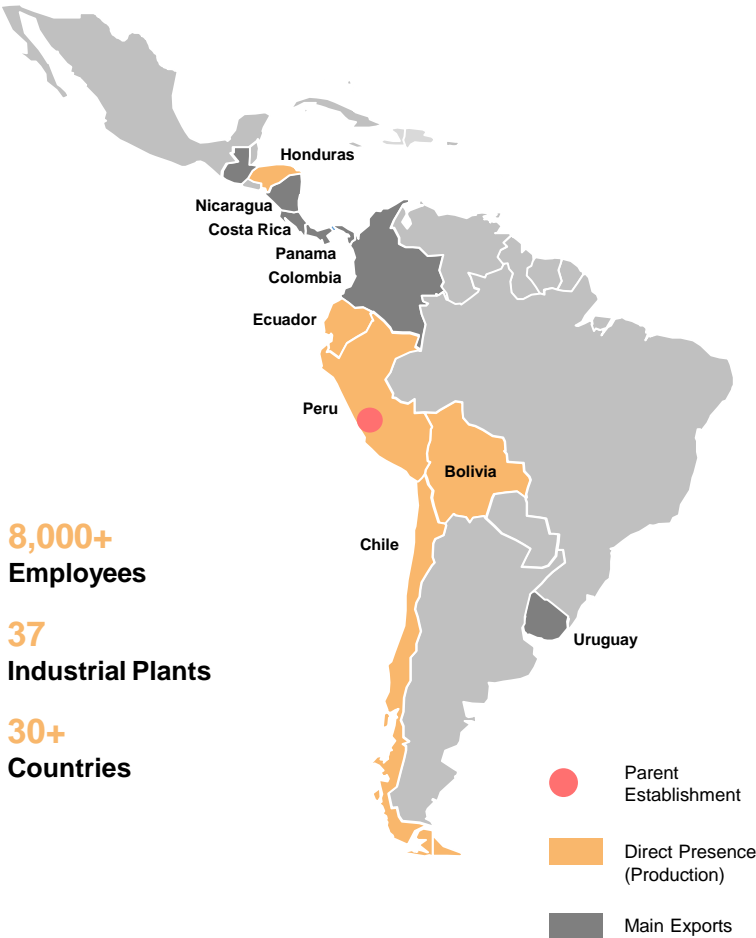 Honduras
Nicaragua
Costa Rica
Panama
Colombia
Ecuador
Peru
Bolivia
8,000+
Employees
Chile
37
Industrial Plants
Uruguay
30+
Countries
Parent
Establishment
Direct Presence
(Production)
Main Exports